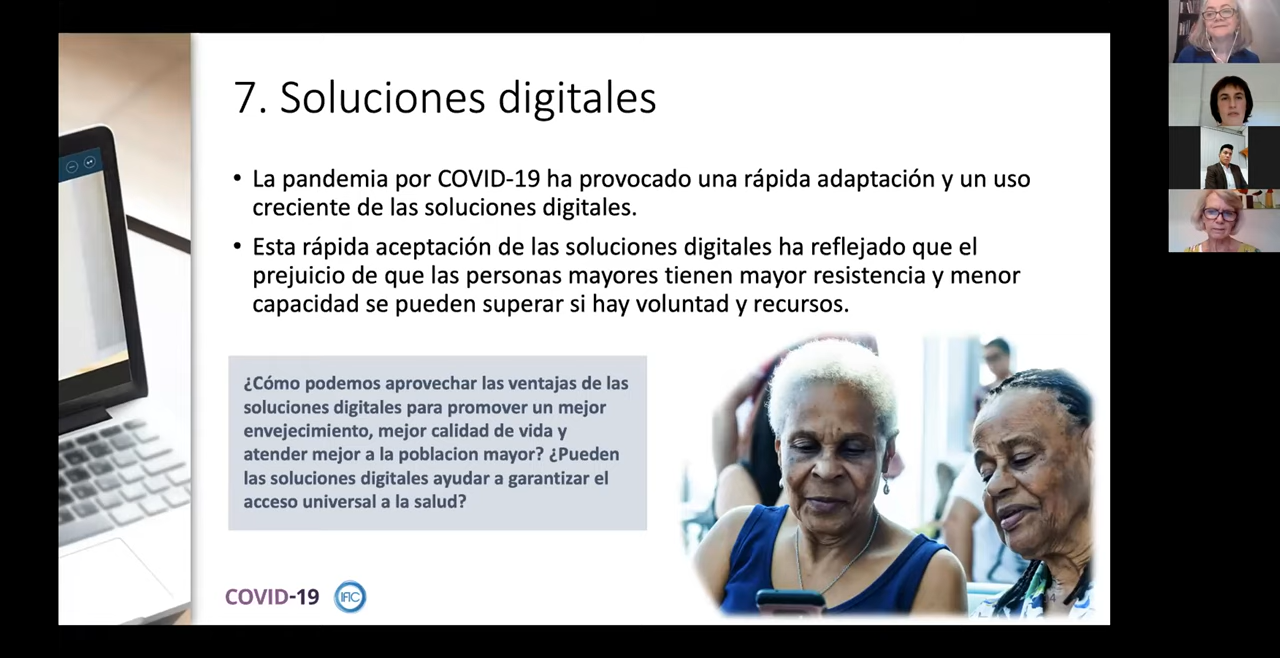 7. Soluciones digitales
• La pandemia por COVID-19 ha provocado una rápida adaptación y un uso
creciente de las soluciones digitales.
• Esta rápida aceptación de las soluciones digitales ha reflejado que el
prejuicio de que las personas mayores tienen mayor resistencia y menor
capacidad se pueden superar si hay voluntad y recursos.
¿Cómo podemos aprovechar las ventajas de las
soluciones digitales para promover un mejor
envejecimiento, mejor calidad de vida y
atender mejor a la poblacion mayor? ¿Pueden
las soluciones digitales ayudar a garantizar el
acceso universal a la salud?
COVID-19 IFIC